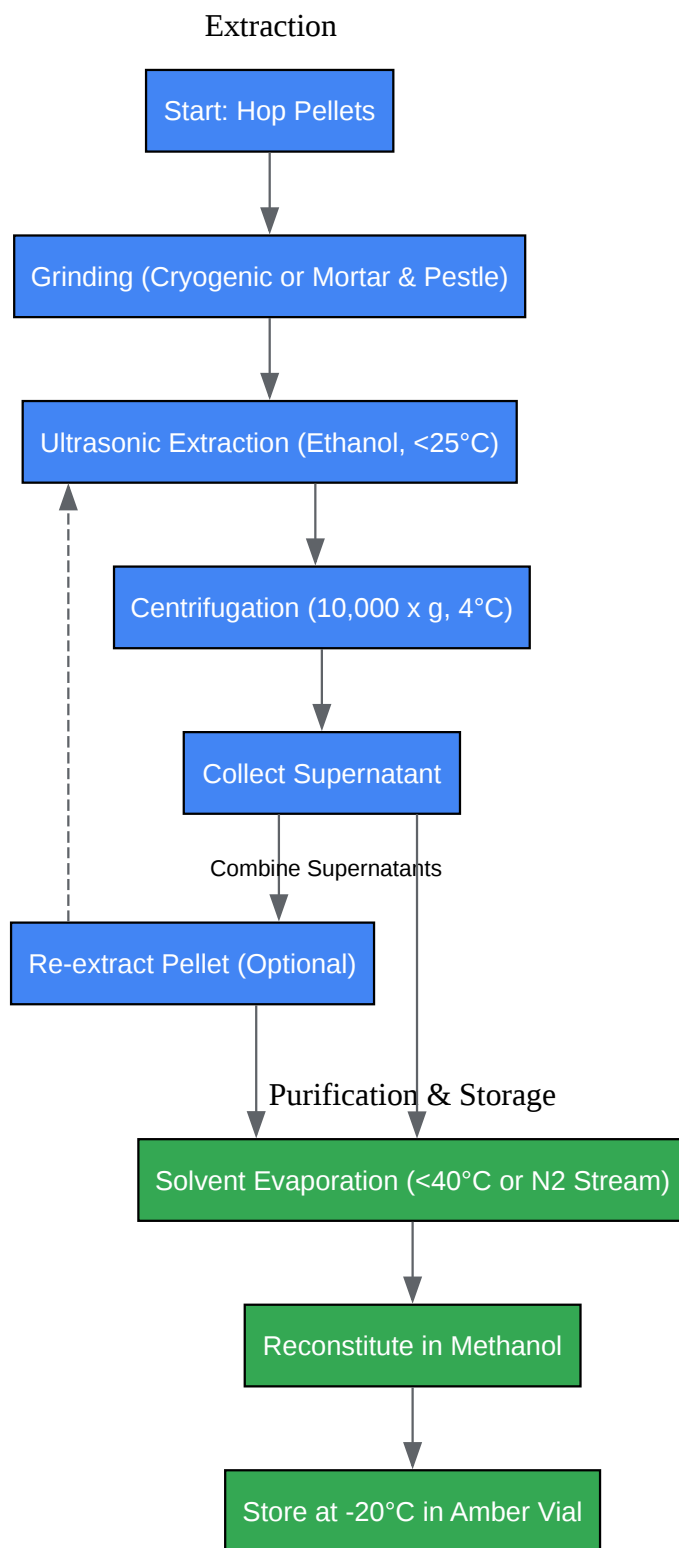 Extraction
Start: Hop Pellets
Grinding (Cryogenic or Mortar & Pestle)
Ultrasonic Extraction (Ethanol, <25°C)
Centrifugation (10,000 x g, 4°C)
Collect Supernatant
Combine Supernatants
Re-extract Pellet (Optional)
Purification & Storage
Solvent Evaporation (<40°C or N2 Stream)
Reconstitute in Methanol
Store at -20°C in Amber Vial